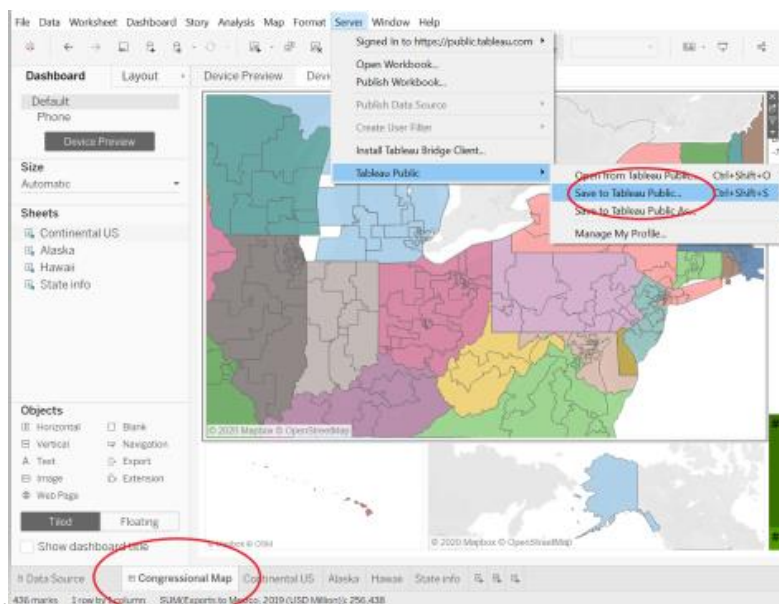 File Data Worksheet Dashboard Story Analysis Map Format Server Window Help
Signed In to https://public.tableau.com
Open Workbook...
Publish Workbook...
Publish Data Source
Create User Filter
Install Tableau Bridge Client...
Tableau Public
Open from Tableau Public... Ctrl+Shift+O
Save to Tableau Public... Ctrl+Shift+S
Save to Tableau Public As...
Manage My Profile...
Dashboard Layout Device Preview
Default
Phone
Device Preview
Size
Automatic
Sheets
Continental US
Alaska
Hawaii
State info
Objects
Horizontal Blank
Vertical Navigation
A Text Export
Image Extension
Web Page
Tiled Floating
Show dashboard title
© 2020 Mapbox © OpenStreetMap
© 2020 Mapbox © OpenStreetMap
Data Source Congressional Map Continental US Alaska Hawaii State info
436 marks 1 row by 1 column SUM(Exports to Mexico, 2019 (USD Million)): 256,438